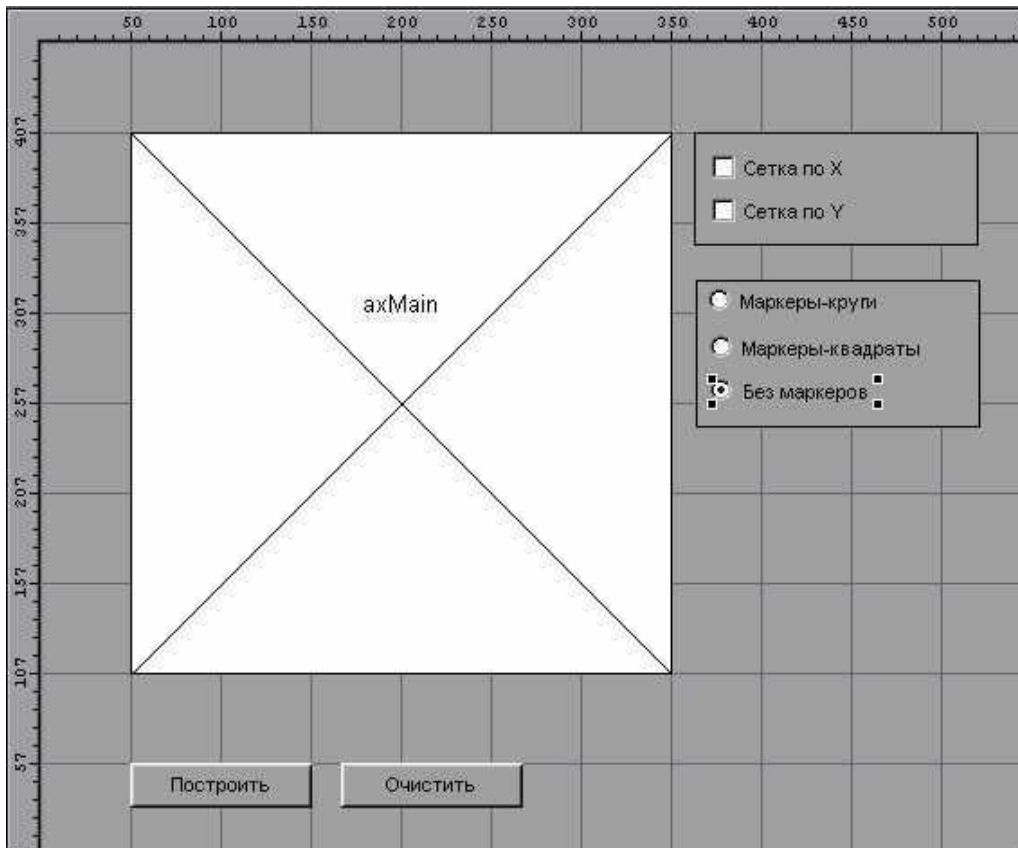 50 100 150 200 250 300 350 400 450 500
407
357
307
257
207
157
107
57
axMain
Сетка по X
Сетка по Y
Маркеры-круги
Маркеры-квадраты
Без маркеров
Построить
Очистить